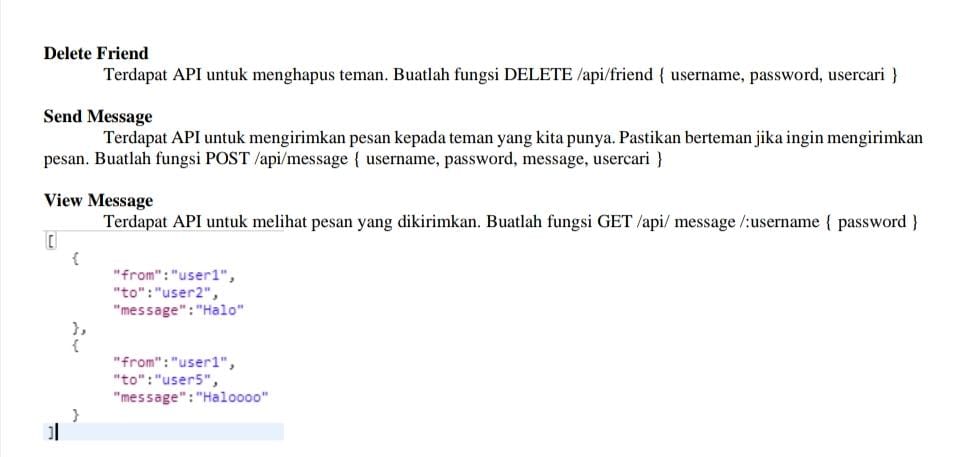 Delete Friend
Terdapat API untuk menghapus teman. Buatlah fungsi DELETE /api/friend { username, password, usercari }
Send Message
Terdapat API untuk mengirimkan pesan kepada teman yang kita punya. Pastikan berteman jika ingin mengirimkan
pesan. Buatlah fungsi POST /api/message { username, password, message, usercari }
View Message
Terdapat API untuk melihat pesan yang dikirimkan. Buatlah fungsi GET /api/ message /:username { password }
[
{
"from":"user1",
"to":"user2",
"message":"Halo"
},
{
"from":"user1",
"to":"user5",
"message":"Haloooo"
}
]